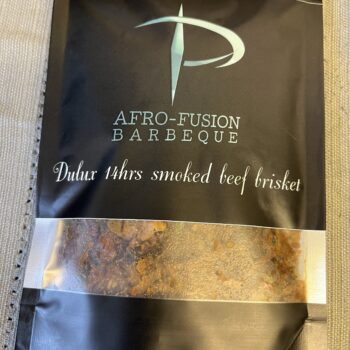 AFRO-FUSION
BARBEQUE
Dulux 14hrs smoked beef brisket